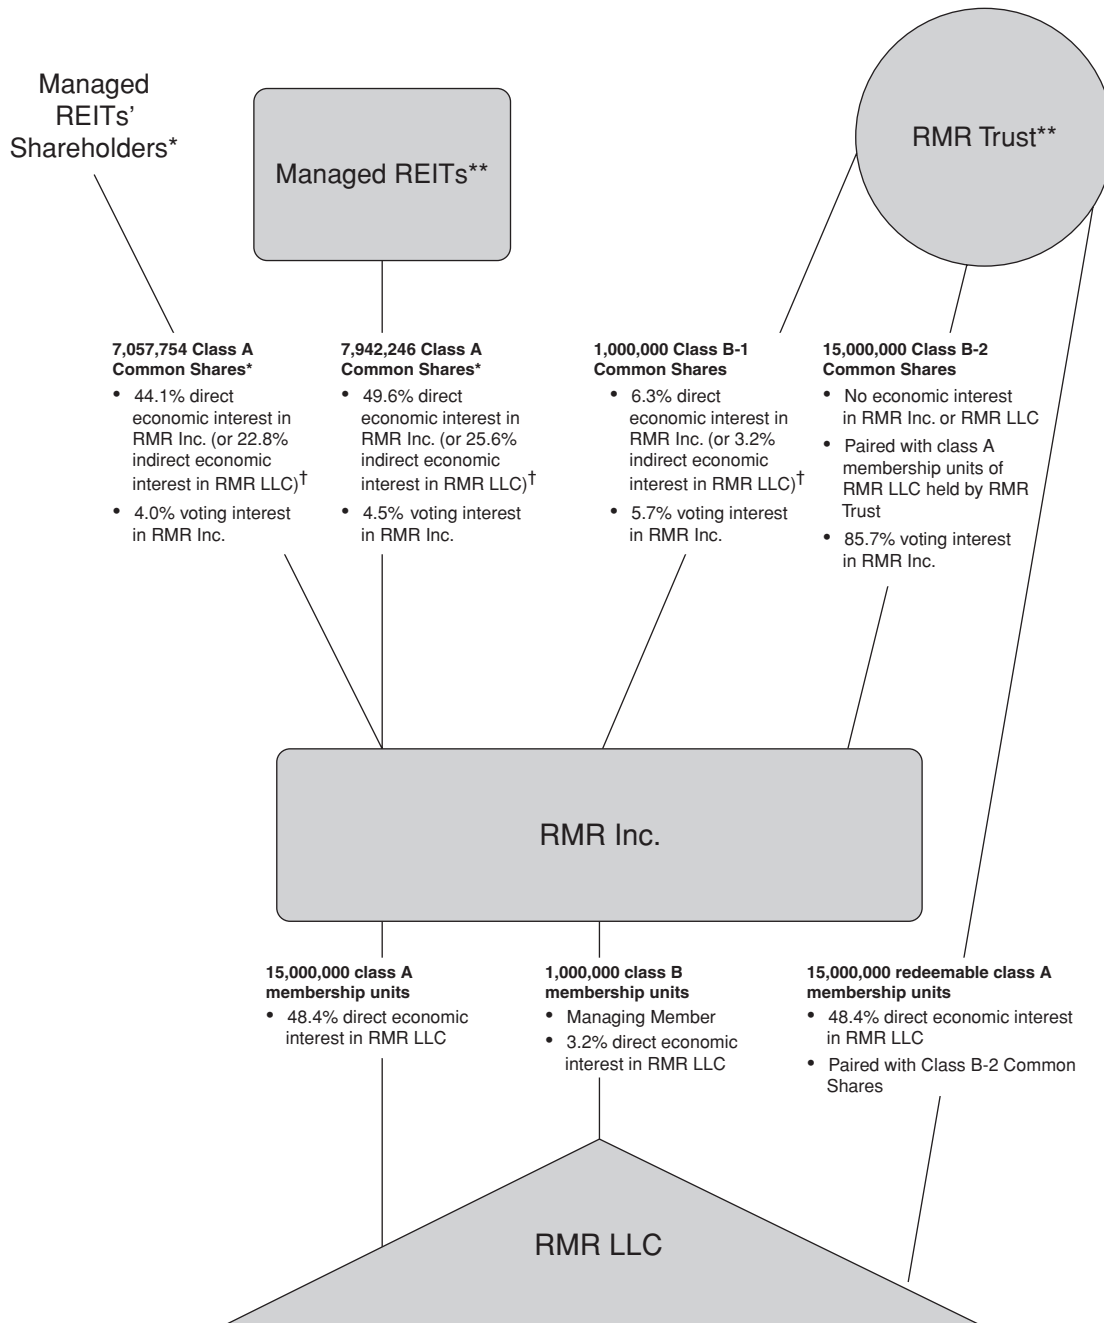 Managed
REITs'
Shareholders*
Managed REITs**
RMR Trust**
7,057,754 Class A
Common Shares*
• 44.1% direct
economic interest in
RMR Inc. (or 22.8%
indirect economic
interest in RMR LLC)†
• 4.0% voting interest
in RMR Inc.
7,942,246 Class A
Common Shares*
• 49.6% direct
economic interest in
RMR Inc. (or 25.6%
indirect economic
interest in RMR LLC)†
• 4.5% voting interest
in RMR Inc.
1,000,000 Class B-1
Common Shares
• 6.3% direct
economic interest in
RMR Inc. (or 3.2%
indirect economic
interest in RMR LLC)†
• 5.7% voting interest
in RMR Inc.
15,000,000 Class B-2
Common Shares
• No economic interest
in RMR Inc. or RMR LLC
• Paired with class A
membership units of
RMR LLC held by RMR
Trust
• 85.7% voting interest
in RMR Inc.
RMR Inc.
15,000,000 class A
membership units
• 48.4% direct economic
interest in RMR LLC
1,000,000 class B
membership units
• Managing Member
• 3.2% direct economic
interest in RMR LLC
15,000,000 redeemable class A
membership units
• 48.4% direct economic interest
in RMR LLC
• Paired with Class B-2 Common
Shares
RMR LLC